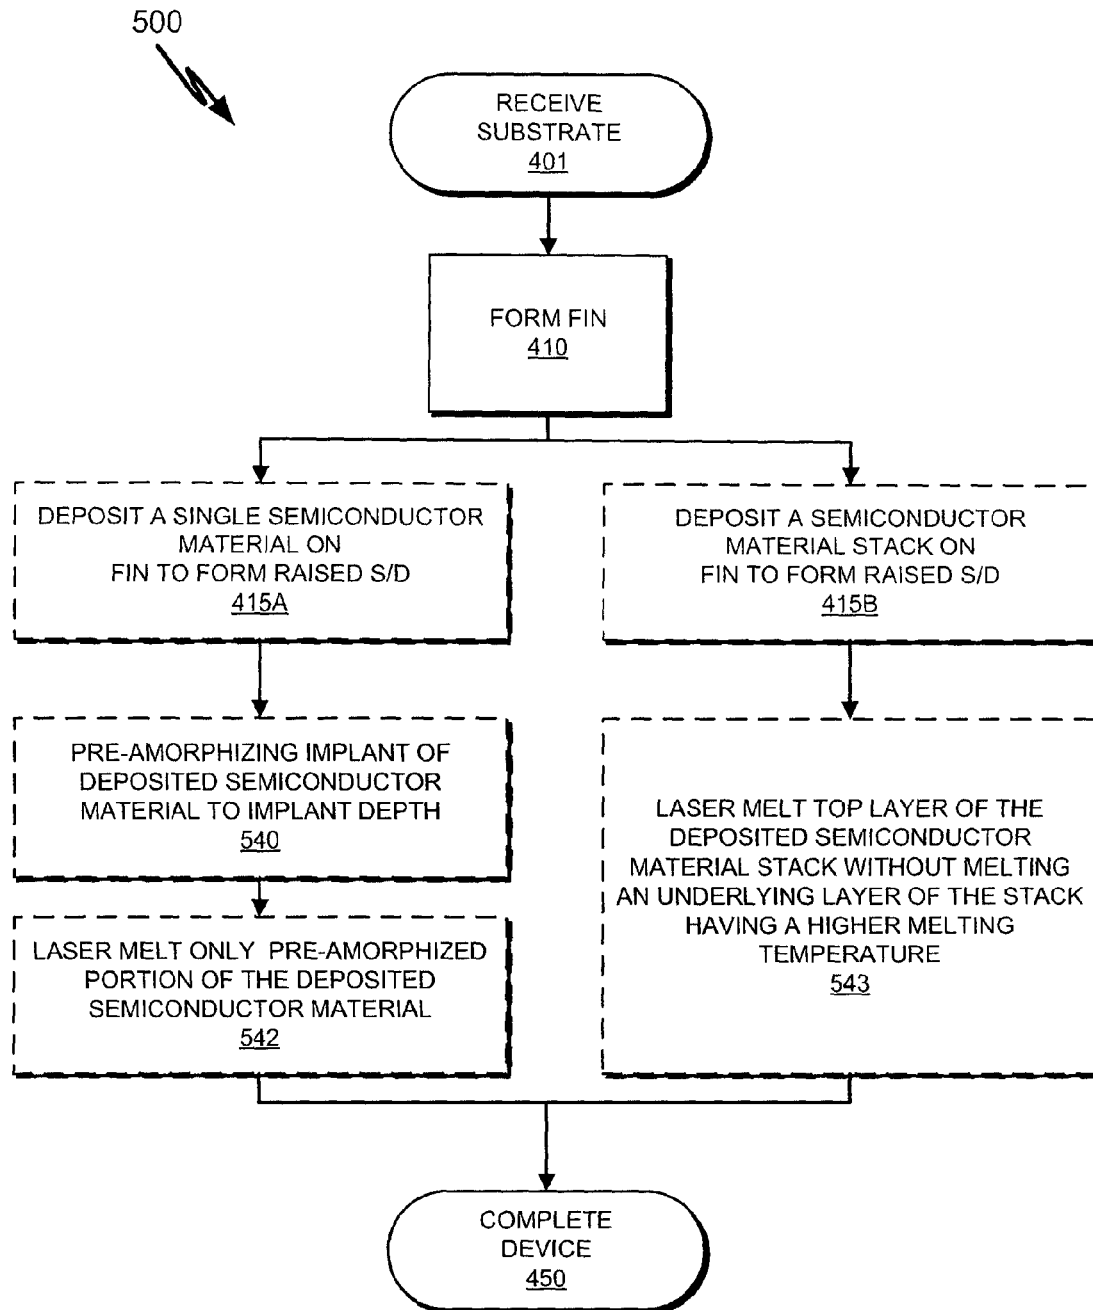 500
RECEIVE
SUBSTRATE
401
FORM FIN
410
DEPOSIT A SINGLE SEMICONDUCTOR
MATERIAL ON
FIN TO FORM RAISED S/D
415A
DEPOSIT A SEMICONDUCTOR
MATERIAL STACK ON
FIN TO FORM RAISED S/D
415B
PRE-AMORPHIZING IMPLANT OF
DEPOSITED SEMICONDUCTOR
MATERIAL TO IMPLANT DEPTH
540
LASER MELT ONLY PRE-AMORPHIZED
PORTION OF THE DEPOSITED
SEMICONDUCTOR MATERIAL
542
LASER MELT TOP LAYER OF THE
DEPOSITED SEMICONDUCTOR
MATERIAL STACK WITHOUT MELTING
AN UNDERLYING LAYER OF THE STACK
HAVING A HIGHER MELTING
TEMPERATURE
543
COMPLETE
DEVICE
450